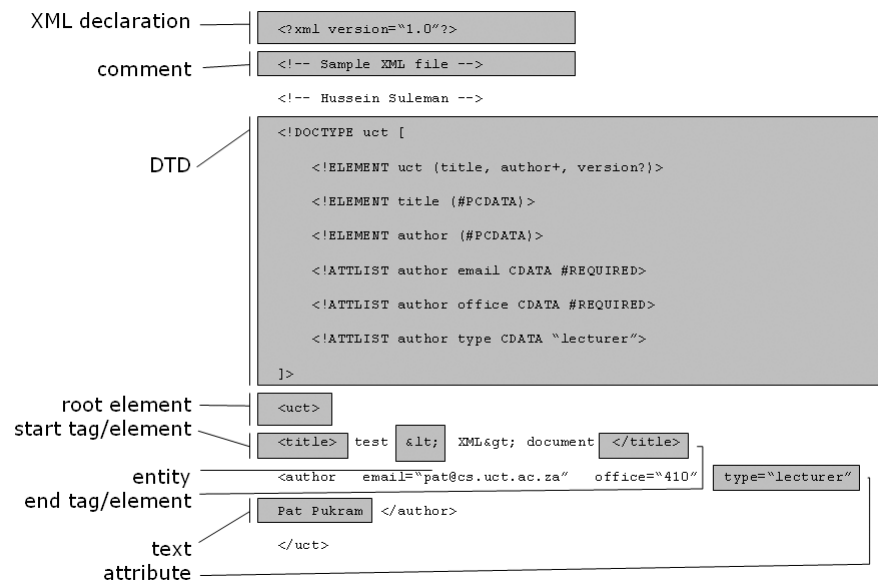 XML declaration
<?xml version=“1.0”?>
comment
<!-- Sample XML file -->
<!-- Hussein Suleman -->
DTD
<!DOCTYPE uct [
<!ELEMENT uct (title, author+, version?)>
<!ELEMENT title (#PCDATA)>
<!ELEMENT author (#PCDATA)>
<!ATTLIST author email CDATA #REQUIRED>
<!ATTLIST author office CDATA #REQUIRED>
<!ATTLIST author type CDATA “lecturer”>
]>
root element
<uct>
start tag/element
<title> test &lt; XML&gt; document </title>
entity
<author email=“pat@cs.uct.ac.za” office=“410” type=“lecturer”
end tag/element
Pat Pukram </author>
text
</uct>
attribute